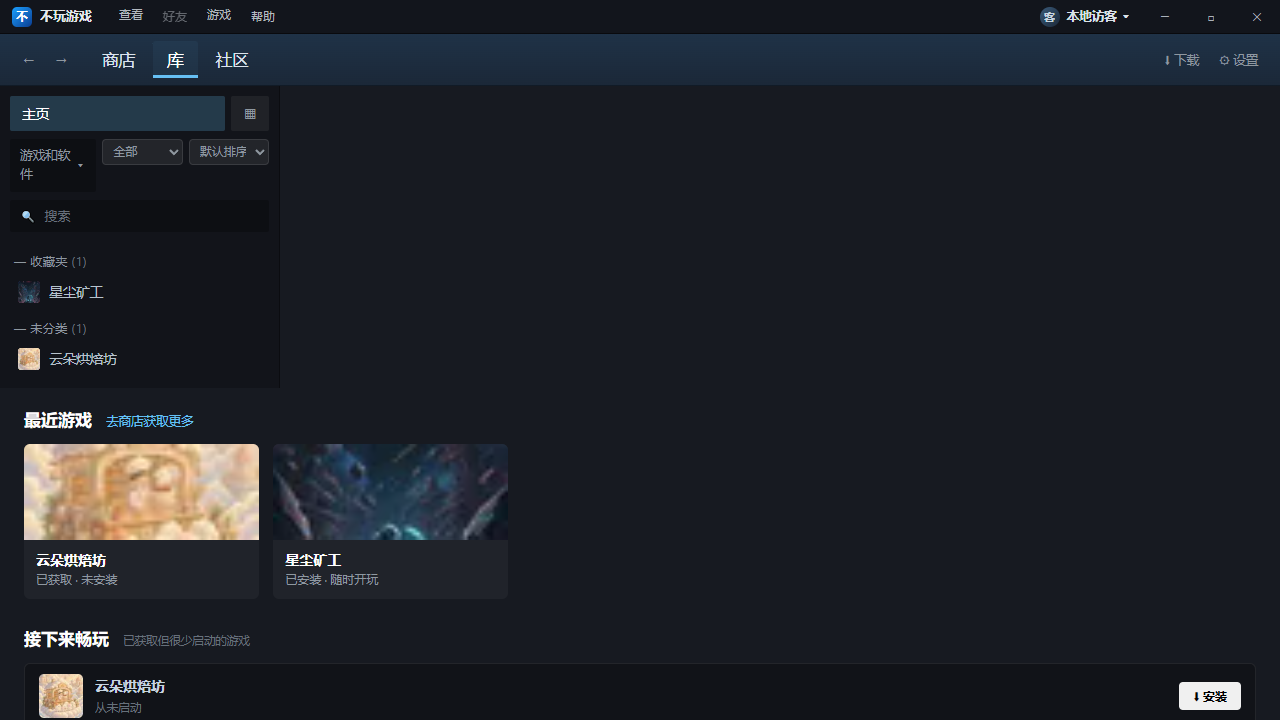 不 不玩游戏 查看 好友 游戏 帮助 客 本地访客
← → 商店 库 社区 ⬇下载 ⚙设置
主页
游戏和软件 全部 默认排序
搜索
— 收藏夹 (1)
星尘矿工
— 未分类 (1)
云朵烘焙坊
最近游戏 去商店获取更多
云朵烘焙坊
已获取 · 未安装
星尘矿工
已安装 · 随时开玩
接下来畅玩 已获取但很少启动的游戏
云朵烘焙坊
从未启动
⬇安装